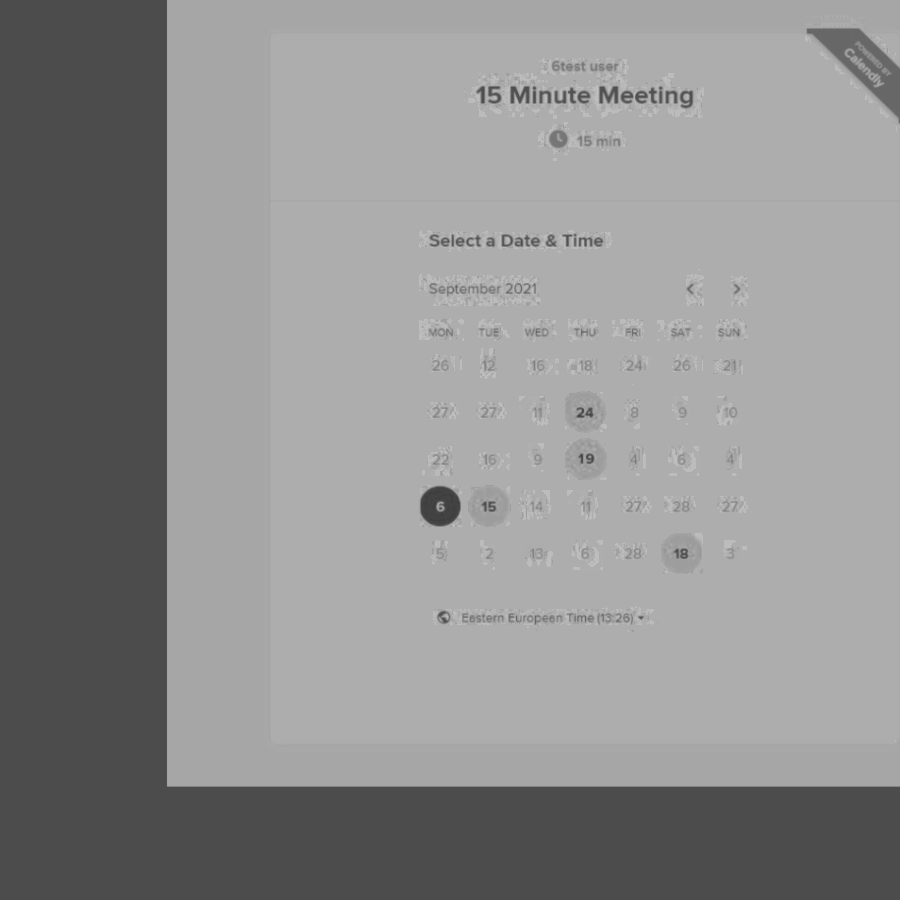 POWERED BY
Calendly
6test user
15 Minute Meeting
15 min
Select a Date & Time
September 2021
MON TUE WED THU FRI SAT SUN
26 12 16 18 24 26 21
27 27 11 24 8 9 10
22 16 9 19 4 6 4
6 15 14 11 27 28 27
5 2 13 6 28 18 3
Eastern European Time (13:26)